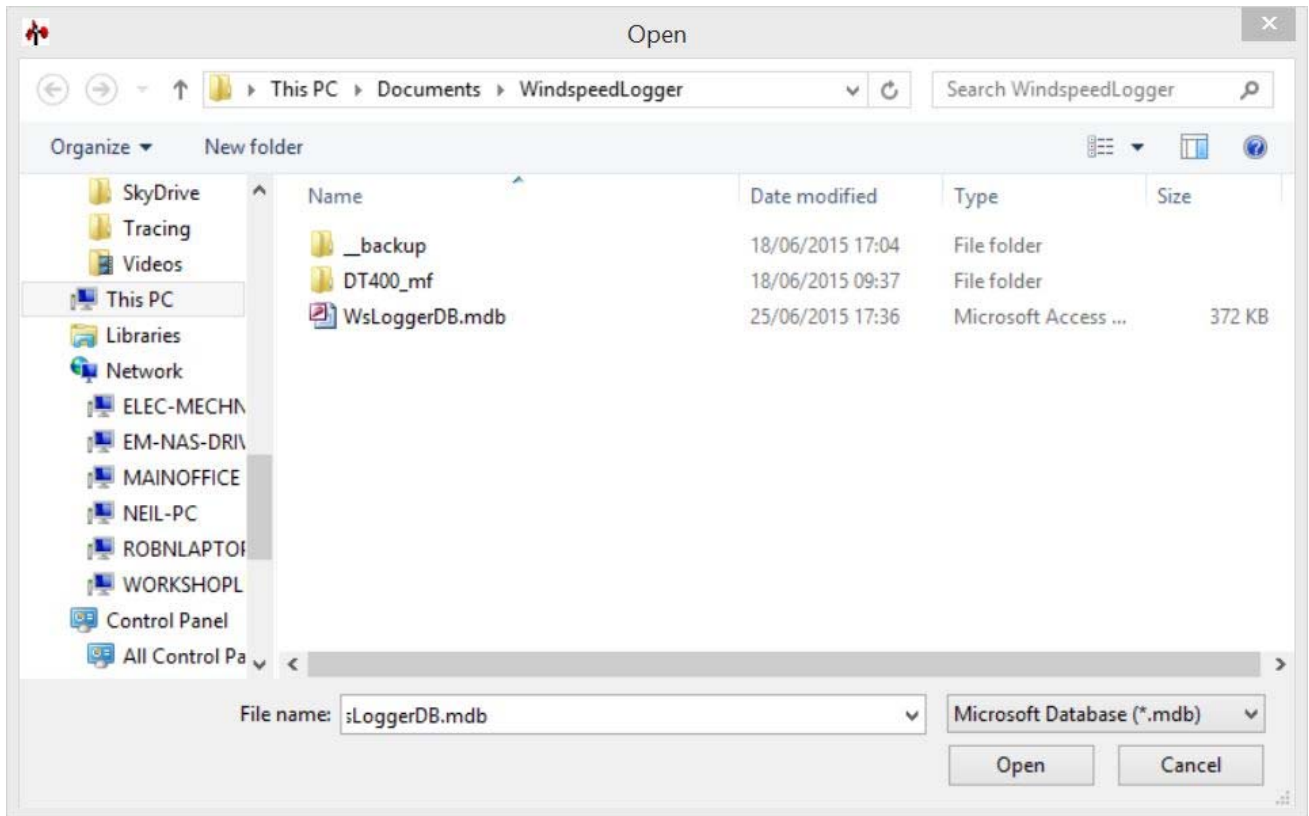 Open
This PC Documents WindspeedLogger
Search WindspeedLogger
Organize
New folder
Name
Date modified
Type
Size
SkyDrive
Tracing
Videos
This PC
Libraries
Network
ELEC-MECHN
EM-NAS-DRIV
MAINOFFICE
NEIL-PC
ROBNLAPTOP
WORKSHOPL
Control Panel
All Control Pa
__backup 18/06/2015 17:04 File folder
DT400_mf 18/06/2015 09:37 File folder
WsLoggerDB.mdb 25/06/2015 17:36 Microsoft Access ... 372 KB
File name: sLoggerDB.mdb
Microsoft Database (*.mdb)
Open
Cancel